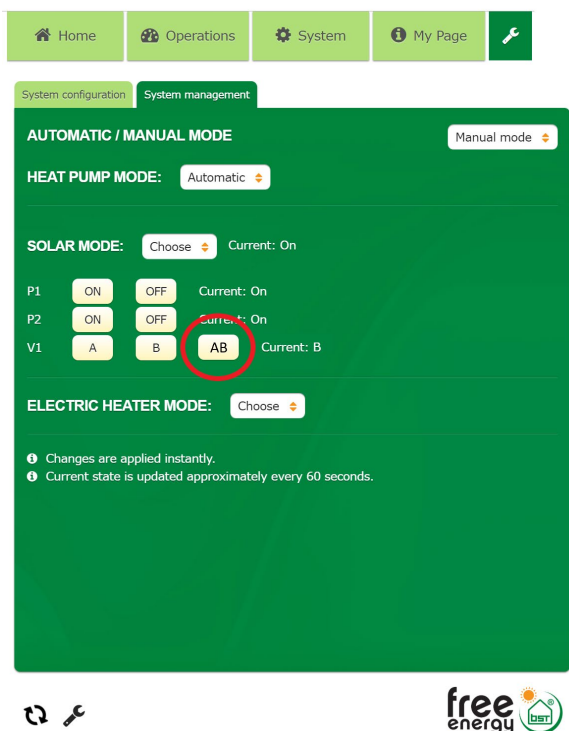 Home Operations System My Page
System configuration System management
AUTOMATIC / MANUAL MODE Manual mode
HEAT PUMP MODE: Automatic
SOLAR MODE: Choose Current: On
P1 ON OFF Current: On
P2 ON OFF Current: On
V1 A B AB Current: B
ELECTRIC HEATER MODE: Choose
Changes are applied instantly.
Current state is updated approximately every 60 seconds.
free
energy bst